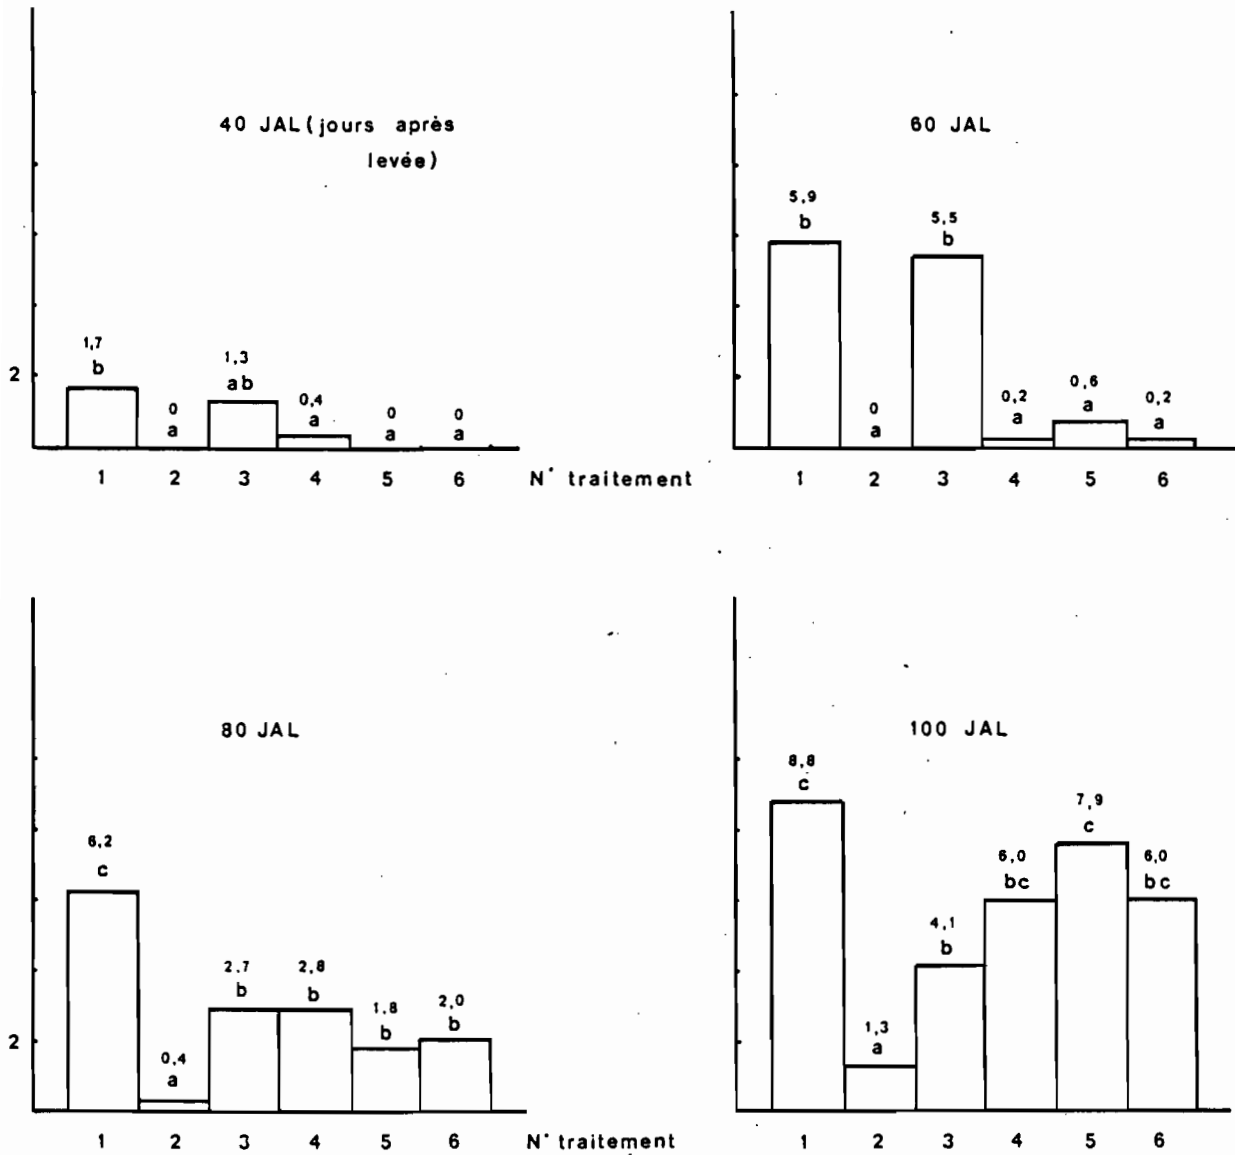 40 JAL (jours après
levée)
1,7
b
0
a
1,3
ab
0,4
a
0
a
0
a
2
1 2 3 4 5 6 N° traitement
60 JAL
5,9
b
0
a
5,5
b
0,2
a
0,6
a
0,2
a
1 2 3 4 5 6
80 JAL
6,2
c
0,4
a
2,7
b
2,8
b
1,8
b
2,0
b
2
1 2 3 4 5 6 N° traitement
100 JAL
8,8
c
1,3
a
4,1
b
6,0
bc
7,9
c
6,0
bc
1 2 3 4 5 6